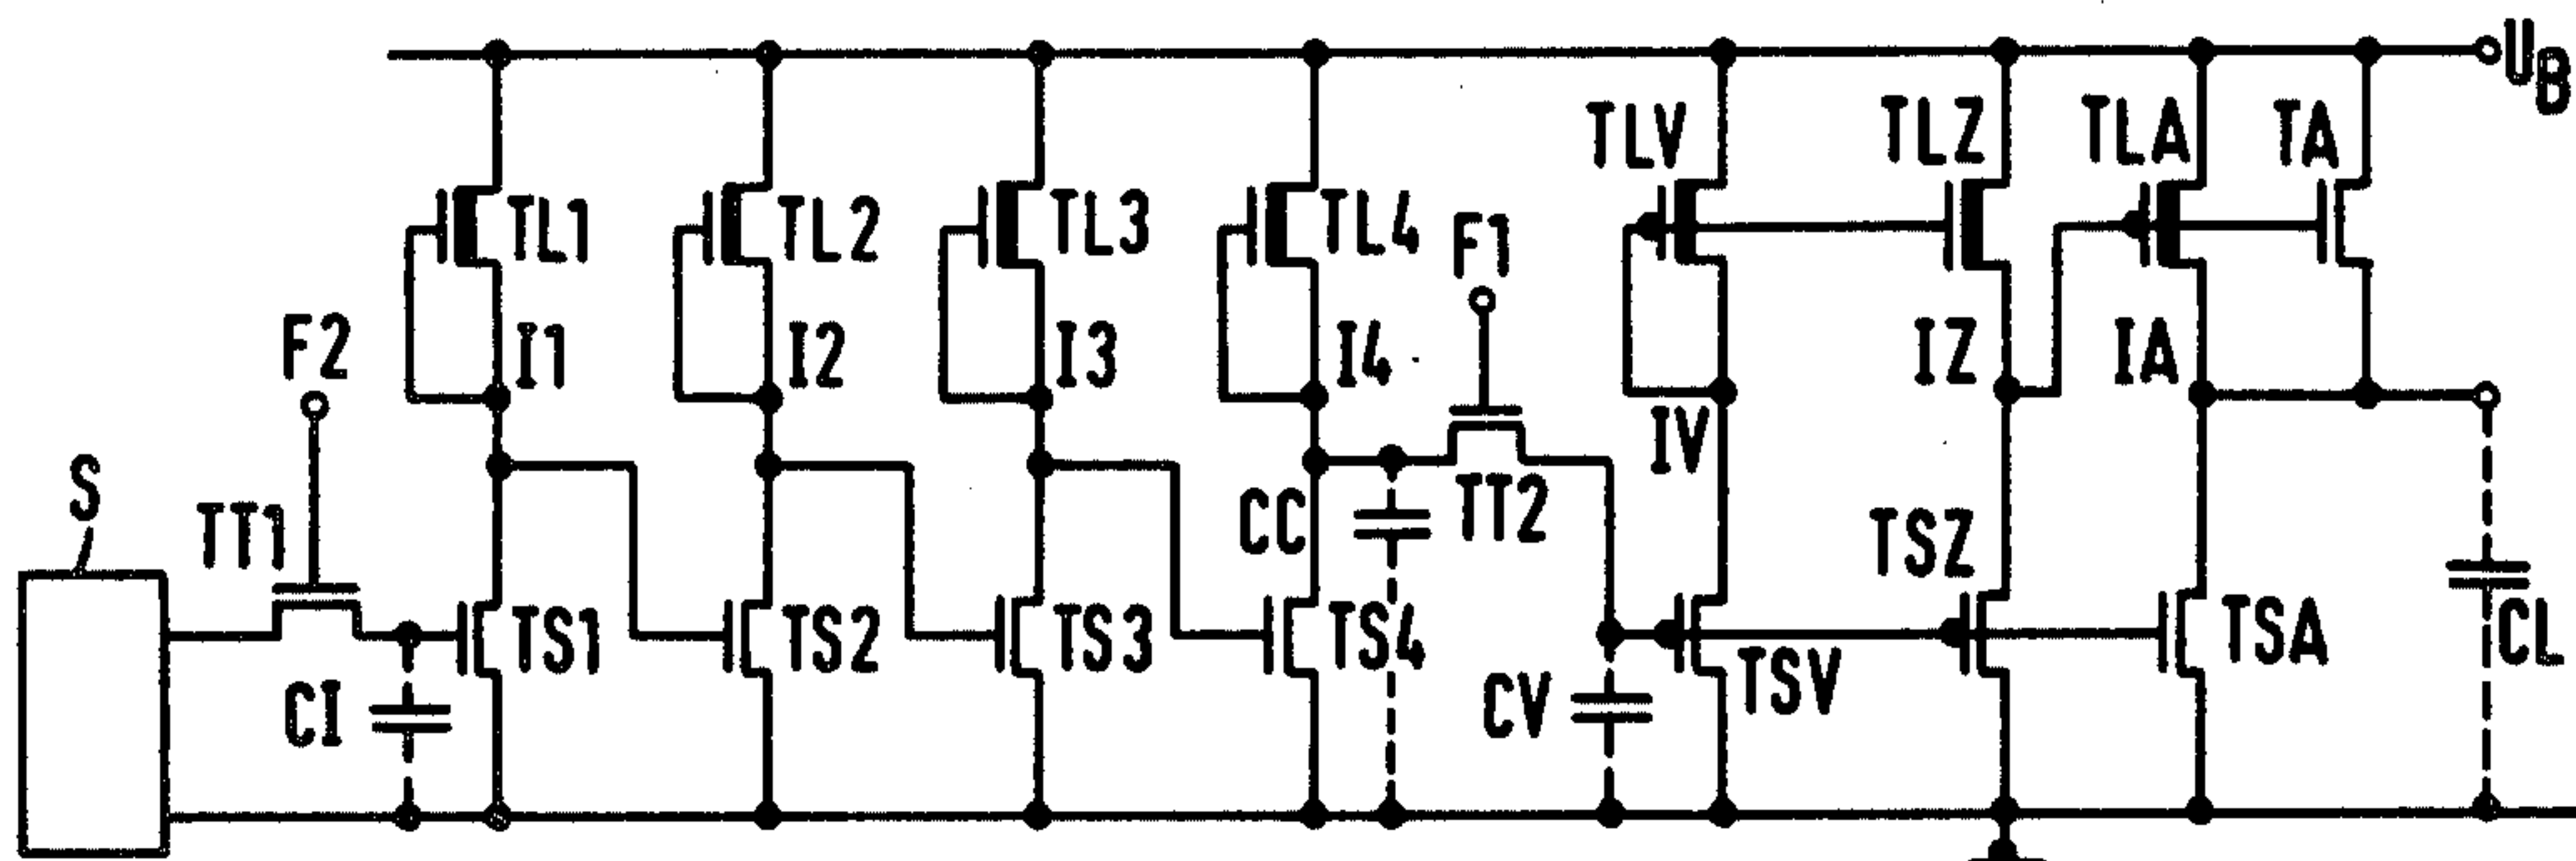 U_B
TLV
TLZ
TLA
TA
TL1
TL2
TL3
TL4
F1
F2
I1
I2
I3
I4
IV
IZ
IA
S
TT1
CC
TT2
TSZ
CI
TS1
TS2
TS3
TS4
CV
TSV
TSA
CL